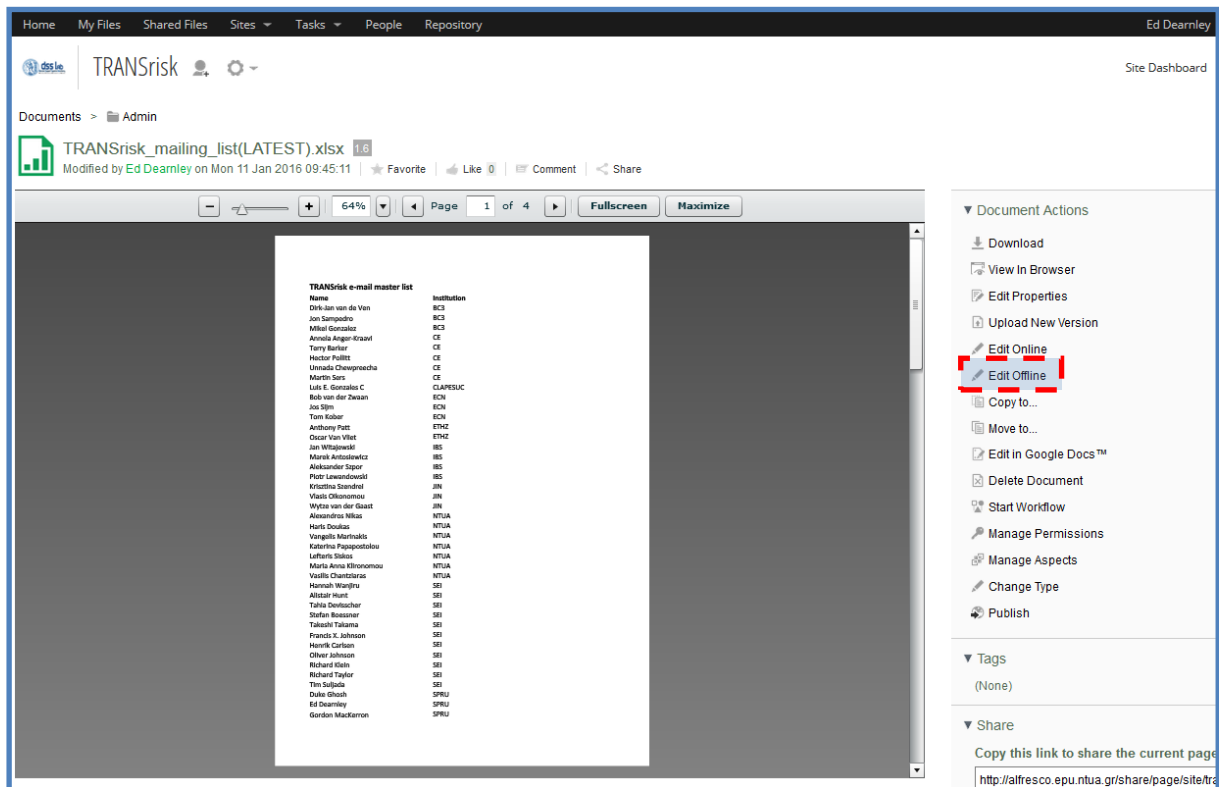 Home My Files Shared Files Sites Tasks People Repository Ed Dearnley
dss lab TRANSrisk Site Dashboard
Documents > Admin
TRANSrisk_mailing_list(LATEST).xlsx 1.6
Modified by Ed Dearnley on Mon 11 Jan 2016 09:45:11 Favorite Like 0 Comment Share
64% Page 1 of 4 Fullscreen Maximize
TRANSrisk e-mail master list
Name Institution
Dirk-Jan van de Ven BC3
Jon Sampedro BC3
Mikel Gonzalez BC3
Annela Anger-Kraavi CE
Terry Barker CE
Hector Pollitt CE
Unnada Chewpreecha CE
Martin Sers CE
Luis E. Gonzales C CLAPESUC
Bob van der Zwaan ECN
Jos Sijm ECN
Tom Kober ECN
Anthony Patt ETHZ
Oscar Van Vliet ETHZ
Jan Witajewski IBS
Marek Antosiewicz IBS
Aleksander Szpor IBS
Piotr Lewandowski IBS
Krisztina Szendrei JIN
Vlasis Oikonomou JIN
Wytze van der Gaast JIN
Alexandros Nikas NTUA
Haris Doukas NTUA
Vangelis Marinakis NTUA
Katerina Papapostolou NTUA
Lefteris Siskos NTUA
Maria Anna Klironomou NTUA
Vasilis Chantziaras NTUA
Hannah Wanjiru SEI
Alistair Hunt SEI
Tahia Devisscher SEI
Stefan Boessner SEI
Takeshi Takama SEI
Francis X. Johnson SEI
Henrik Carlsen SEI
Oliver Johnson SEI
Richard Klein SEI
Richard Taylor SEI
Tim Suljada SEI
Duke Ghosh SPRU
Ed Dearnley SPRU
Gordon MacKerron SPRU
Document Actions
Download
View In Browser
Edit Properties
Upload New Version
Edit Online
Edit Offline
Copy to...
Move to...
Edit in Google Docs™
Delete Document
Start Workflow
Manage Permissions
Manage Aspects
Change Type
Publish
Tags
(None)
Share
Copy this link to share the current page
http://alfresco.epu.ntua.gr/share/page/site/tra